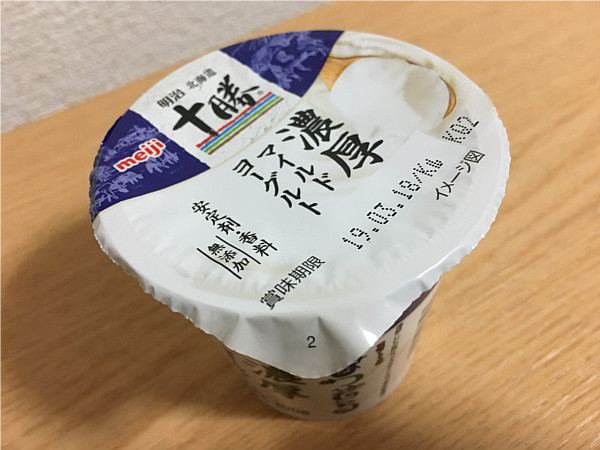 明治 北海道
十勝
meiji
濃厚
マイルド
ヨーグルト
安定剤・香料
無添加
賞味期限
19.03.18/K4 K02
イメージ図
2